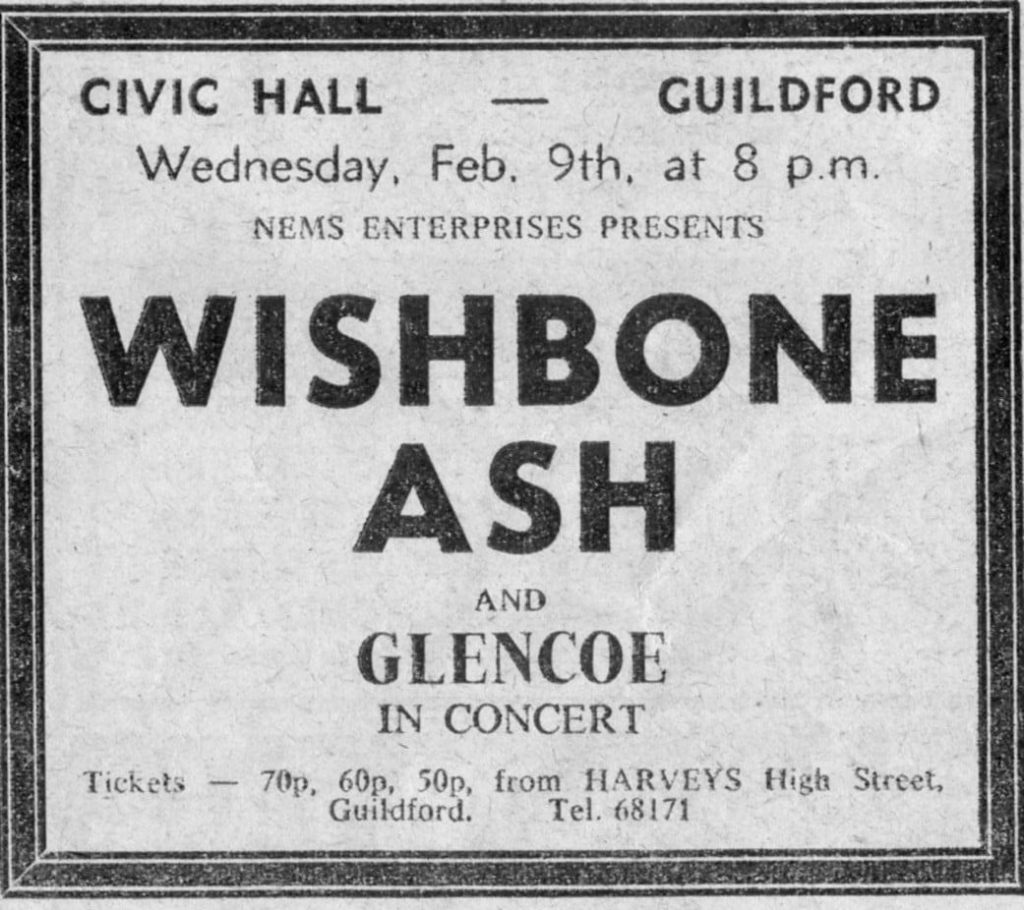 CIVIC HALL — GUILDFORD
Wednesday, Feb. 9th, at 8 p.m.
NEMS ENTERPRISES PRESENTS
WISHBONE
ASH
AND
GLENCOE
IN CONCERT
Tickets — 70p, 60p, 50p, from HARVEYS High Street,
Guildford. Tel. 68171